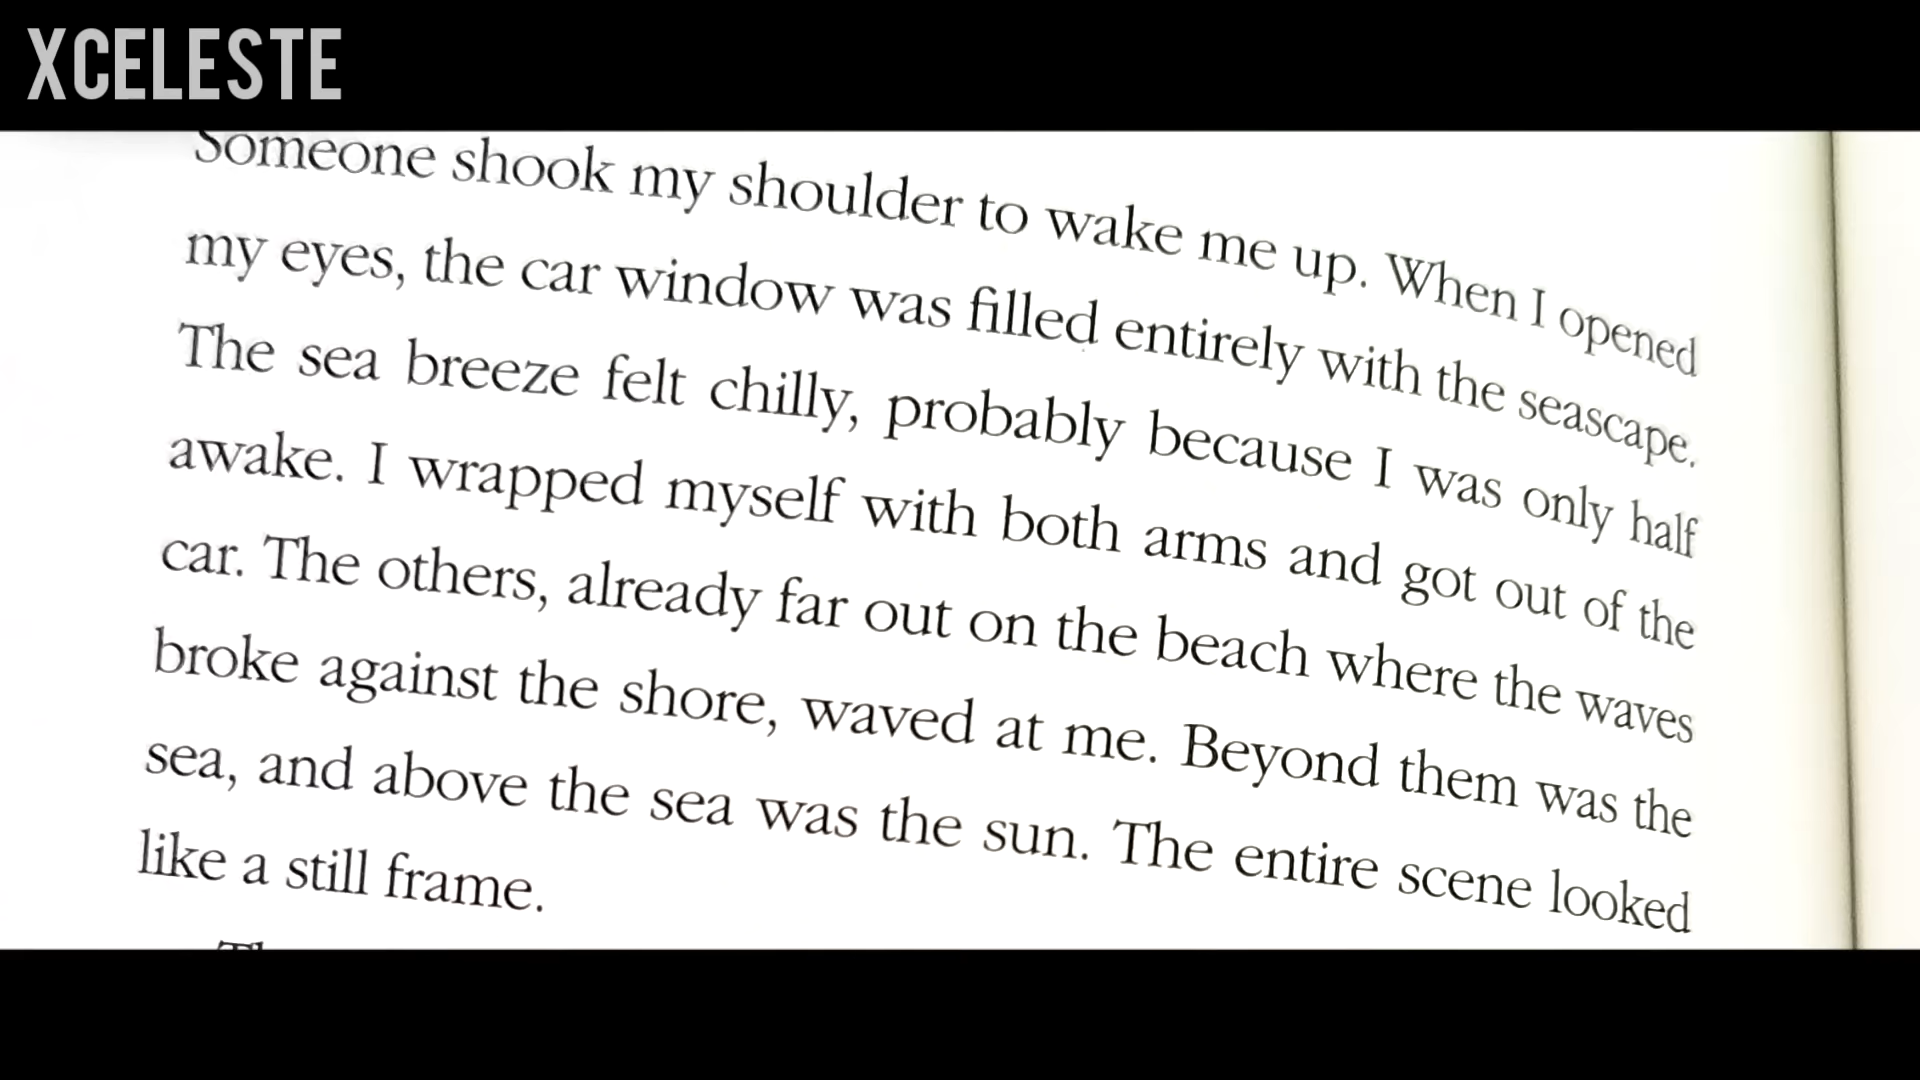 XCELESTE
Someone shook my shoulder to wake me up. When I opened
my eyes, the car window was filled entirely with the seascape.
The sea breeze felt chilly, probably because I was only half
awake. I wrapped myself with both arms and got out of the
car. The others, already far out on the beach where the waves
broke against the shore, waved at me. Beyond them was the
sea, and above the sea was the sun. The entire scene looked
like a still frame.